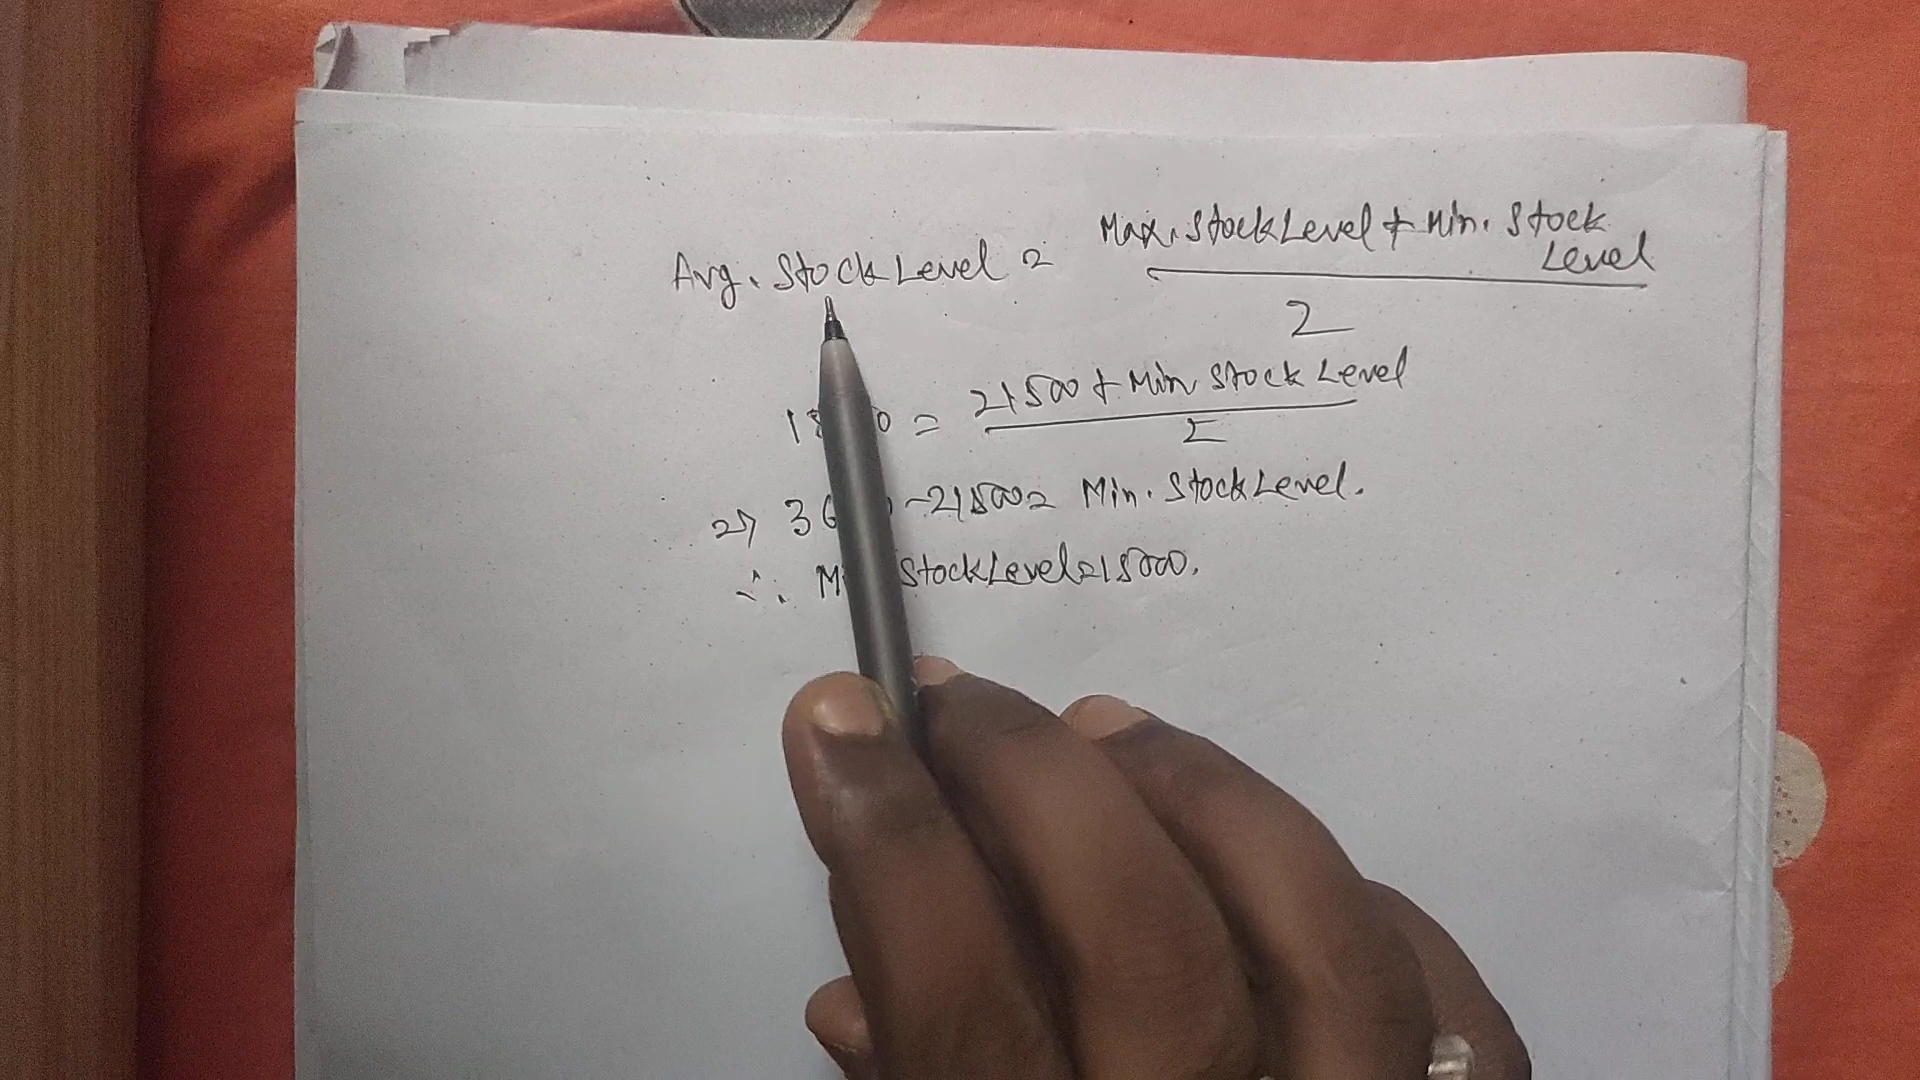 Avg. Stock Level = Max. Stock Level + Min. Stock Level
2
= 21500 + Min Stock Level
2
=> - 21500 = Min. Stock Level.
∴ Stock Level =